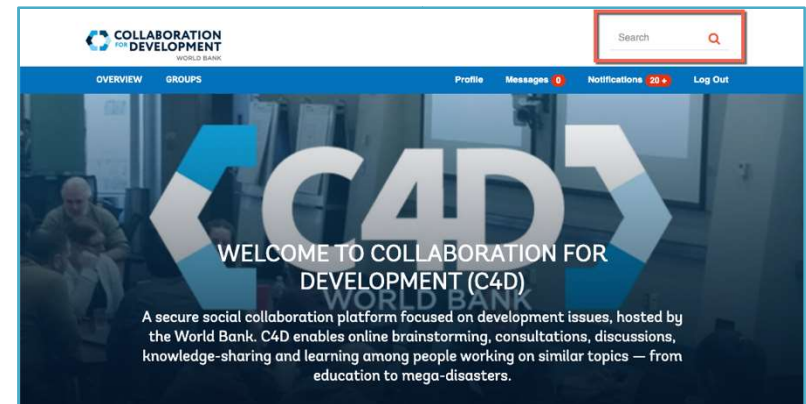 COLLABORATION
FOR DEVELOPMENT
WORLD BANK
Search
OVERVIEW GROUPS Profile Messages 0 Notifications 20 + Log Out
C4D
WORLD BANK
WELCOME TO COLLABORATION FOR
DEVELOPMENT (C4D)
A secure social collaboration platform focused on development issues, hosted by
the World Bank. C4D enables online brainstorming, consultations, discussions,
knowledge-sharing and learning among people working on similar topics — from
education to mega-disasters.